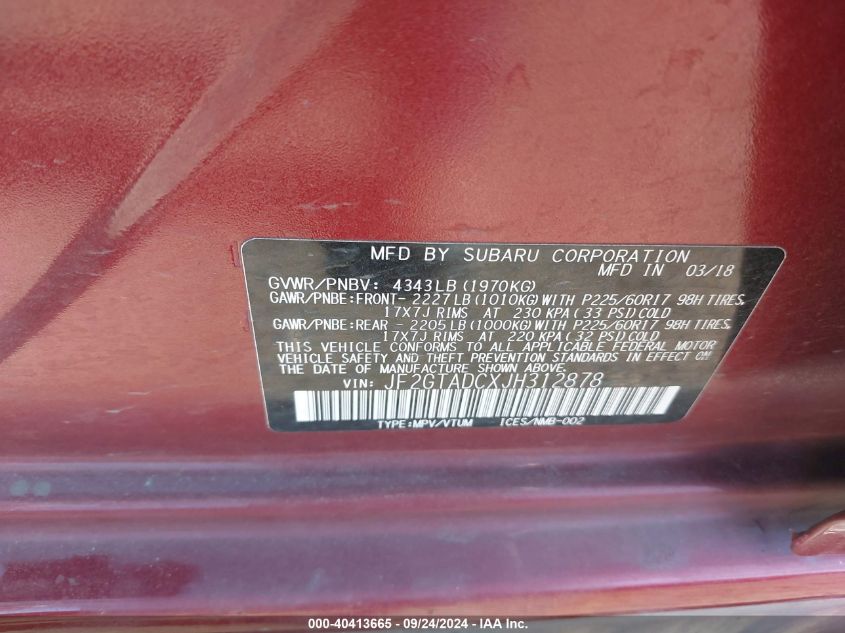 MFD BY SUBARU CORPORATION
MFD IN 03/18
GVWR/PNBV: 4343LB (1970KG)
GAWR/PNBE:FRONT- 2227LB (1010KG) WITH P225/60R17 98H TIRES,
17X7J RIMS AT 230 KPA (33 PSI) COLD
GAWR/PNBE:REAR - 2205LB (1000KG) WITH P225/60R17 98H TIRES,
17X7J RIMS AT 220 KPA (32 PSI) COLD
THIS VEHICLE CONFORMS TO ALL APPLICABLE FEDERAL MOTOR
VEHICLE SAFETY AND THEFT PREVENTION STANDARDS IN EFFECT ON
THE DATE OF MANUFACTURE SHOWN ABOVE.
VIN: JF2GTADCXJH312878
TYPE:MPV/VTUM ICES/NMB-002
000-40413665 - 09/24/2024 - IAA Inc.